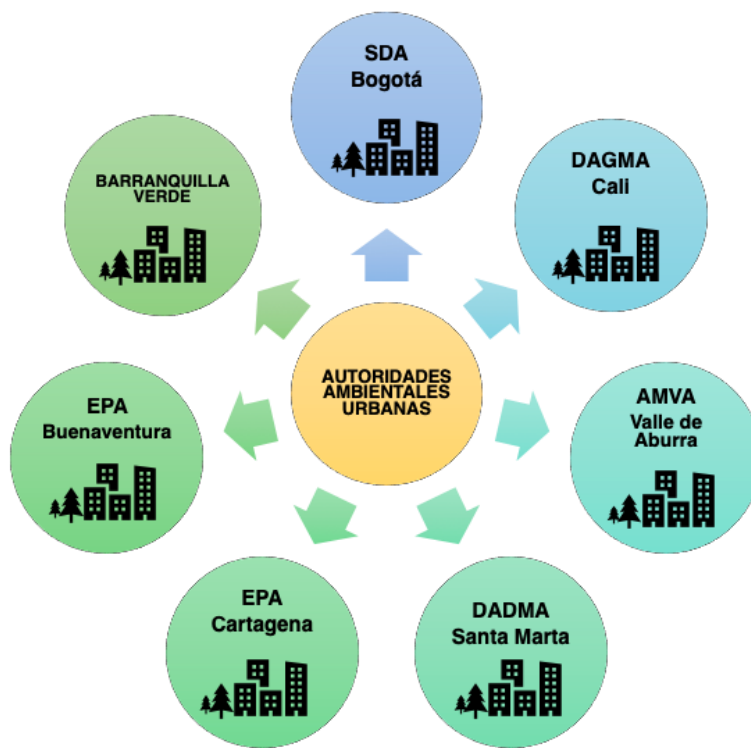 SDA
Bogotá
DAGMA
Cali
AMVA
Valle de
Aburra
DADMA
Santa Marta
EPA
Cartagena
EPA
Buenaventura
BARRANQUILLA
VERDE
AUTORIDADES
AMBIENTALES
URBANAS